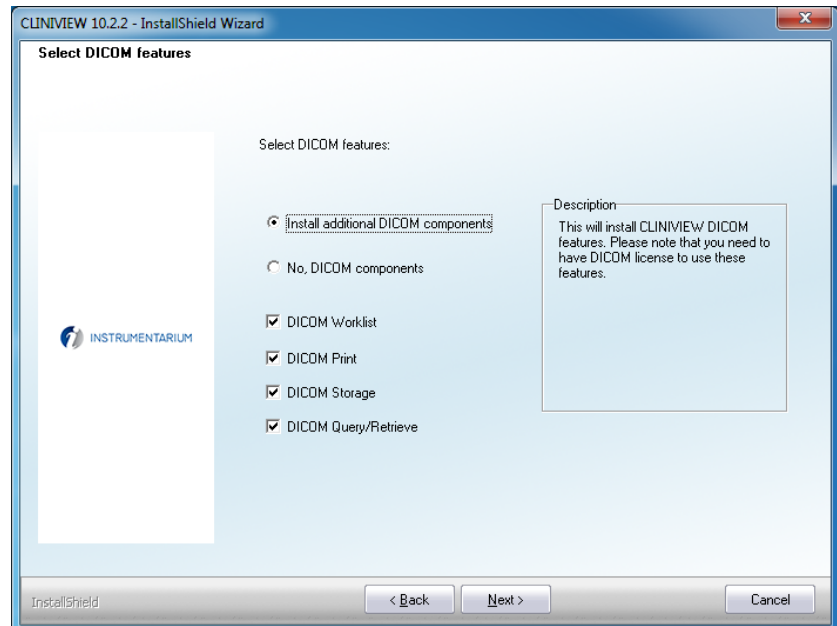 CLINIVIEW 10.2.2 - InstallShield Wizard
Select DICOM features
Select DICOM features:
Install additional DICOM components
No, DICOM components
DICOM Worklist
DICOM Print
DICOM Storage
DICOM Query/Retrieve
Description
This will install CLINIVIEW DICOM
features. Please note that you need to
have DICOM license to use these
features.
INSTRUMENTARIUM
InstallShield
< Back
Next >
Cancel